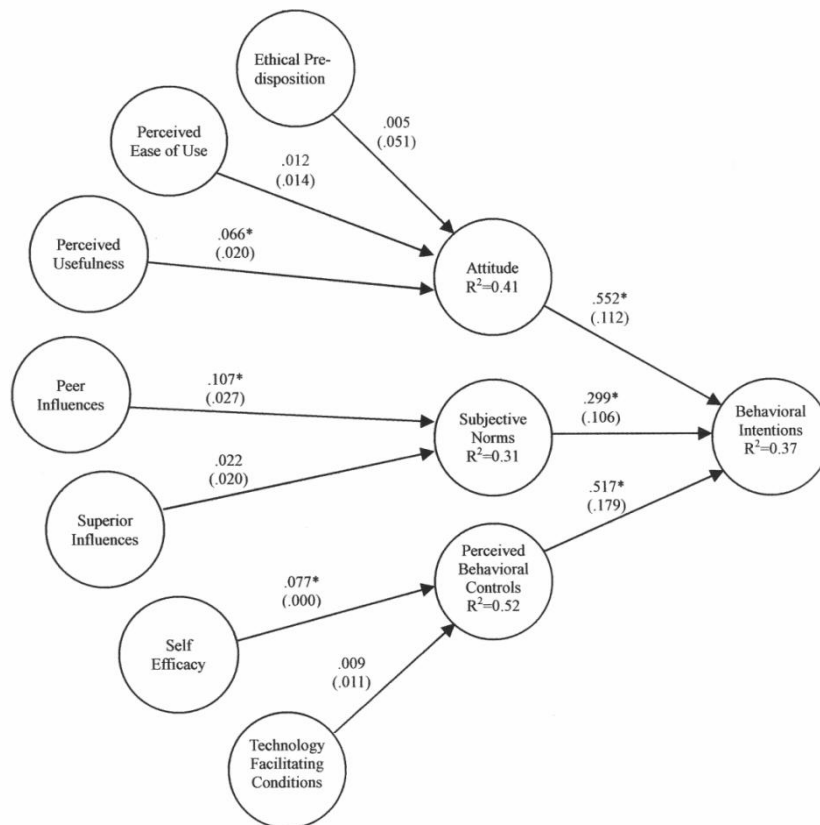 Ethical Pre-
disposition
.005
(.051)
Perceived
Ease of Use
.012
(.014)
Perceived
Usefulness
.066*
(.020)
Attitude
R²=0.41
.552*
(.112)
Peer
Influences
.107*
(.027)
Subjective
Norms
R²=0.31
.299*
(.106)
Behavioral
Intentions
R²=0.37
.022
(.020)
Superior
Influences
.517*
(.179)
Perceived
Behavioral
Controls
R²=0.52
.077*
(.000)
Self
Efficacy
.009
(.011)
Technology
Facilitating
Conditions